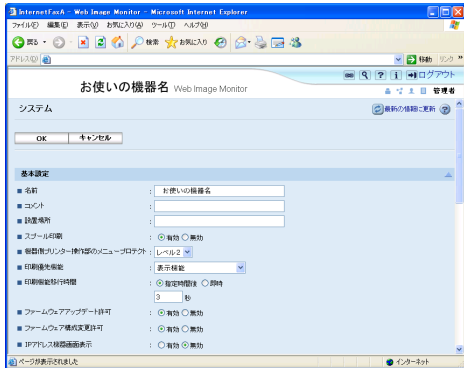 InternetFaxA - Web Image Monitor - Microsoft Internet Explorer
ファイル(F) 編集(E) 表示(V) お気に入り(A) ツール(T) ヘルプ(H)
戻る 検索 お気に入り
アドレス(D) 移動 リンク
ログアウト
お使いの機器名 Web Image Monitor
管理者
システム
最新の情報に更新
OK キャンセル
基本設定
名前 : お使いの機器名
コメント :
設置場所 :
スプール印刷 : 有効 無効
機器側プリンター操作部のメニュープロテクト : レベル2
印刷優先機能 : 表示機能
印刷機能移行時間 : 指定時間後 即時
3 秒
ファームウェアアップデート許可 : 有効 無効
ファームウェア構成変更許可 : 有効 無効
IPアドレス機器画面表示 : 有効 無効
ページが表示されました
インターネット